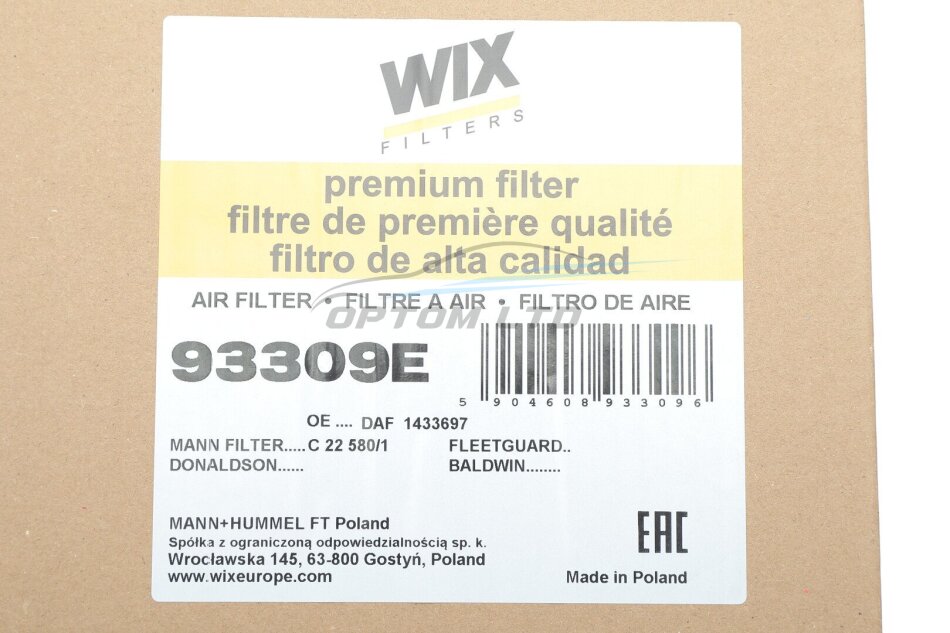 WIX
FILTERS
premium filter
filtre de première qualité
filtro de alta calidad
AIR FILTER • FILTRE A AIR • FILTRO DE AIRE
OPTOM LTD
93309E
5 904608 933096
OE .... DAF 1433697
MANN FILTER.....C 22 580/1 FLEETGUARD..
DONALDSON...... BALDWIN........
MANN+HUMMEL FT Poland
Spółka z ograniczoną odpowiedzialnością sp. k.
Wrocławska 145, 63-800 Gostyń, Poland
www.wixeurope.com
EAC
Made in Poland